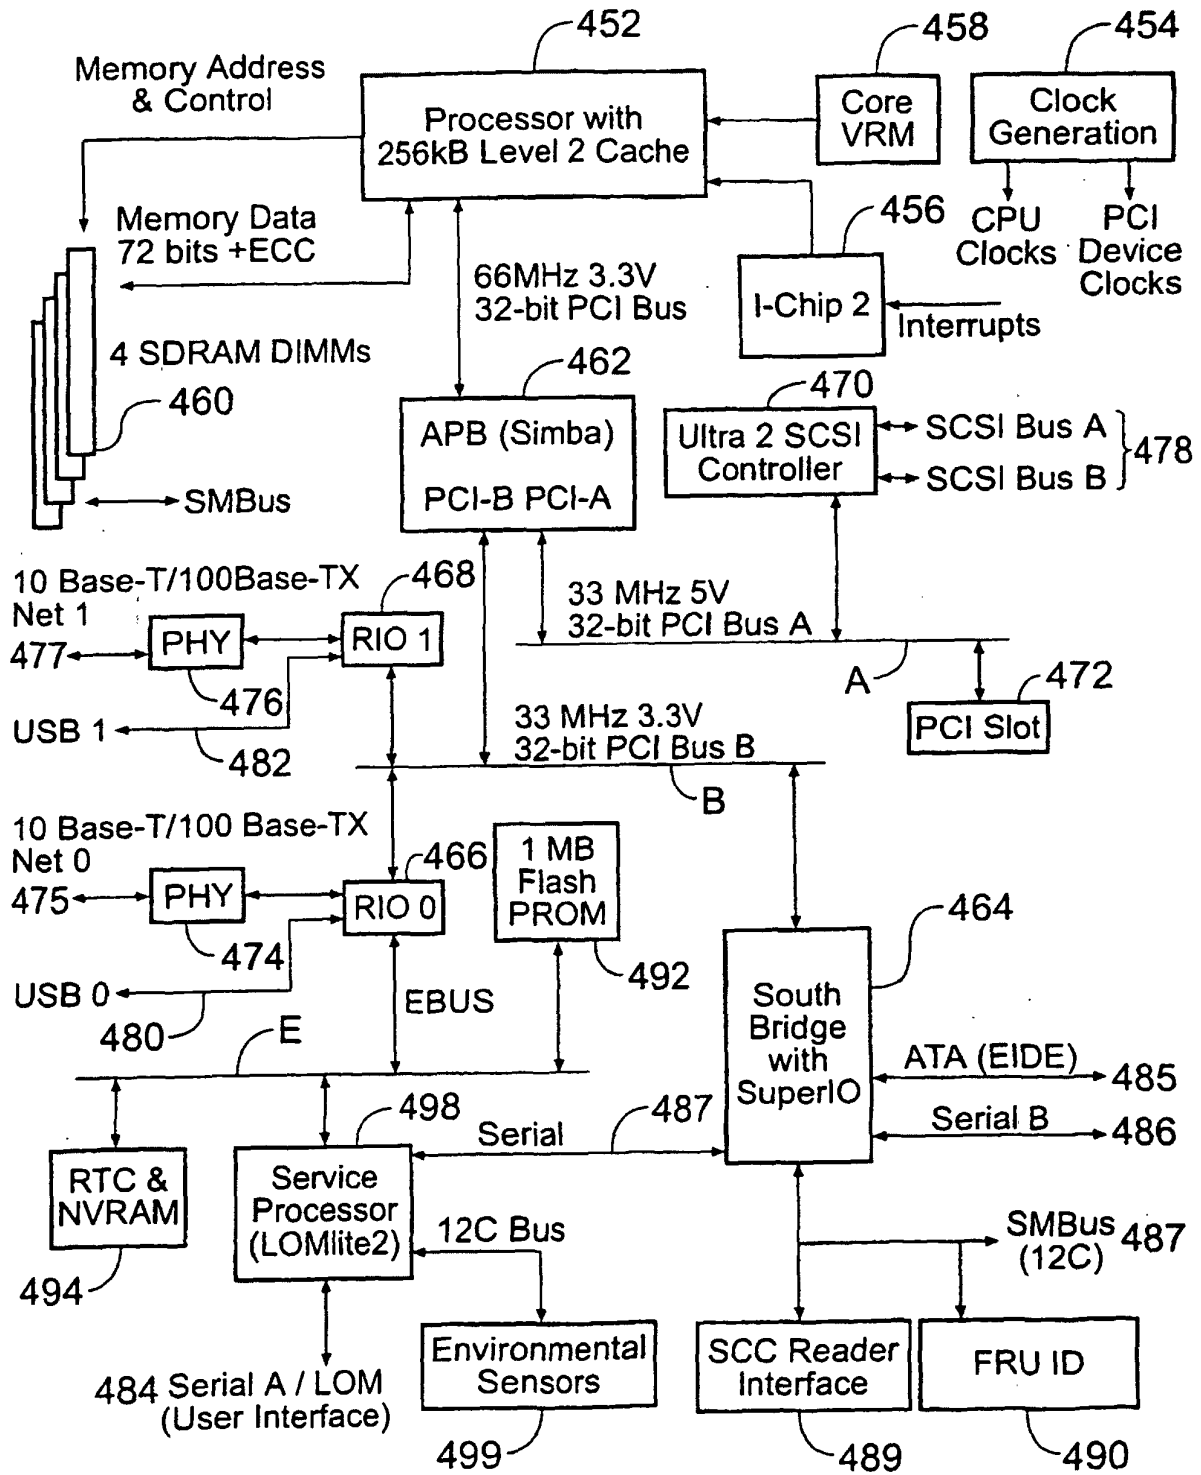 452
458
454
Memory Address
& Control
Processor with
256kB Level 2 Cache
Core
VRM
Clock
Generation
Memory Data
72 bits +ECC
456
CPU
Clocks
PCI
Device
Clocks
66MHz 3.3V
32-bit PCI Bus
I-Chip 2
Interrupts
4 SDRAM DIMMs
460
462
470
APB (Simba)
PCI-B PCI-A
Ultra 2 SCSI
Controller
SCSI Bus A
SCSI Bus B
478
SMBus
10 Base-T/100Base-TX
Net 1
468
477
PHY
RIO 1
476
33 MHz 5V
32-bit PCI Bus A
A
472
PCI Slot
USB 1
482
33 MHz 3.3V
32-bit PCI Bus B
B
10 Base-T/100 Base-TX
Net 0
466
1 MB
Flash
PROM
475
PHY
RIO 0
474
492
464
USB 0
480
EBUS
E
South
Bridge
with
SuperIO
ATA (EIDE)
485
498
487
Serial
Serial B
486
RTC &
NVRAM
494
Service
Processor
(LOMlite2)
12C Bus
SMBus
(12C)
487
484 Serial A / LOM
(User Interface)
Environmental
Sensors
499
SCC Reader
Interface
489
FRU ID
490